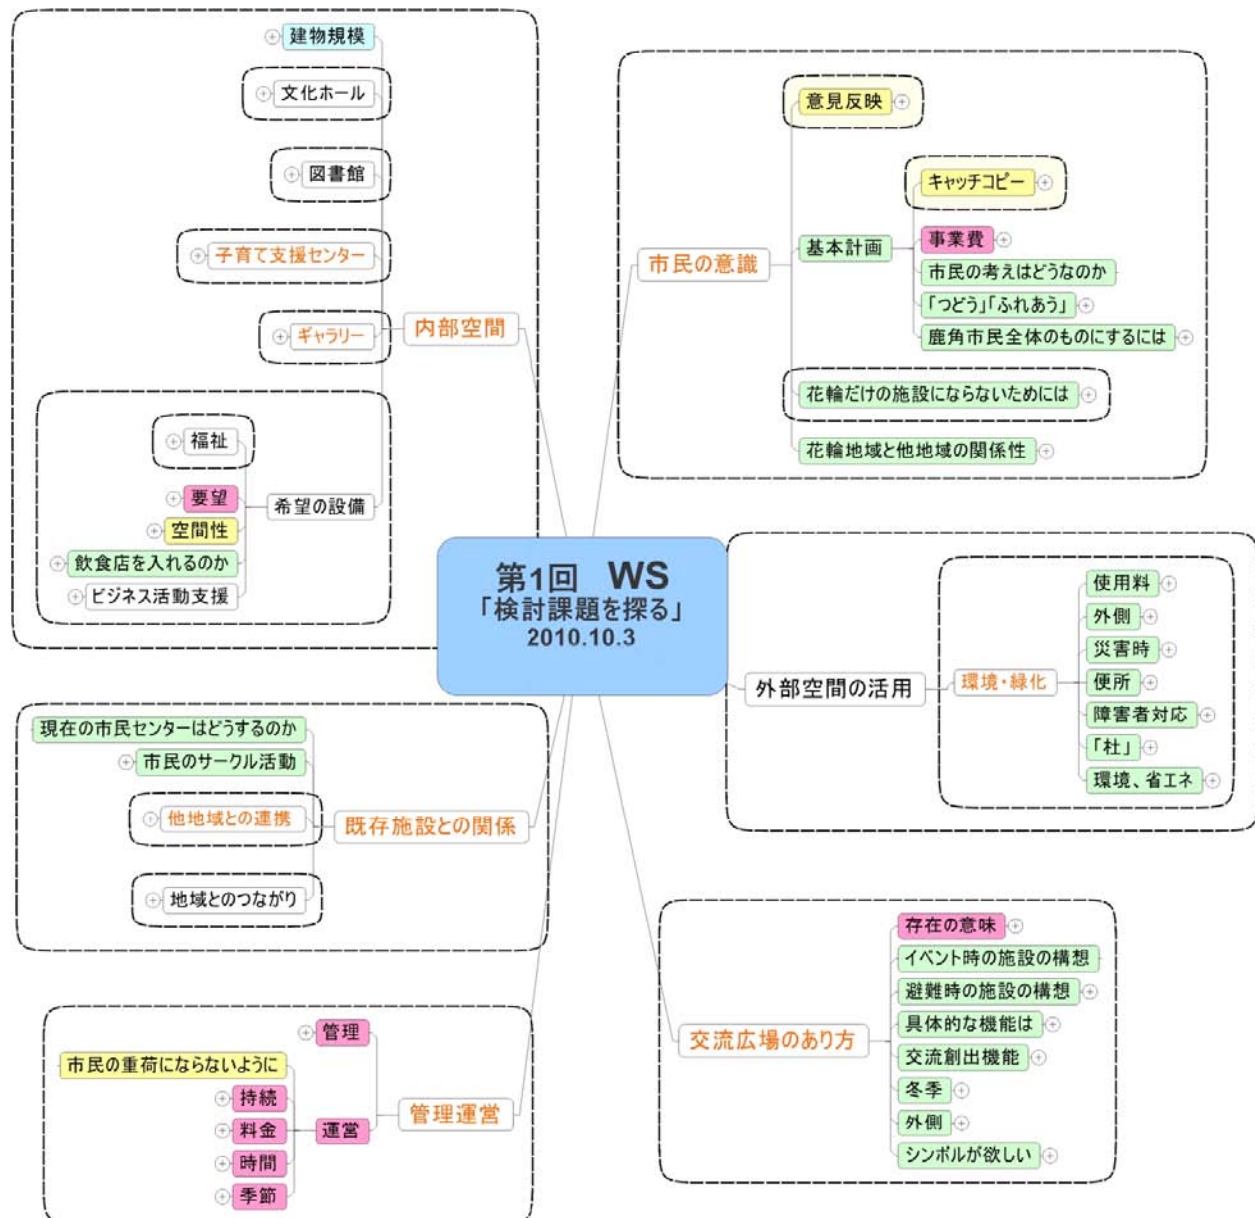 第1回 WS
「検討課題を探る」
2010.10.3
内部空間
建物規模
文化ホール
図書館
子育て支援センター
ギャラリー
希望の設備
福祉
要望
空間性
飲食店を入れるのか
ビジネス活動支援
既存施設との関係
現在の市民センターはどうするのか
市民のサークル活動
他地域との連携
地域とのつながり
管理運営
管理
運営
市民の重荷にならないように
持続
料金
時間
季節
市民の意識
意見反映
基本計画
キャッチコピー
事業費
市民の考えはどうなのか
「つどう」「ふれあう」
鹿角市民全体のものにするには
花輪だけの施設にならないためには
花輪地域と他地域の関係性
外部空間の活用
環境・緑化
使用料
外側
災害時
便所
障害者対応
「杜」
環境、省エネ
交流広場のあり方
存在の意味
イベント時の施設の構想
避難時の施設の構想
具体的な機能は
交流創出機能
冬季
外側
シンボルが欲しい